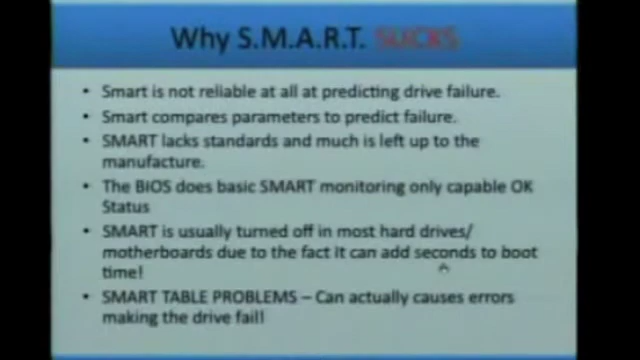 Why S.M.A.R.T. SUCKS
• Smart is not reliable at all at predicting drive failure.
• Smart compares parameters to predict failure.
• SMART lacks standards and much is left up to the
manufacture.
• The BIOS does basic SMART monitoring only capable OK
Status
• SMART is usually turned off in most hard drives/
motherboards due to the fact it can add seconds to boot
time!
• SMART TABLE PROBLEMS – Can actually causes errors
making the drive fail!